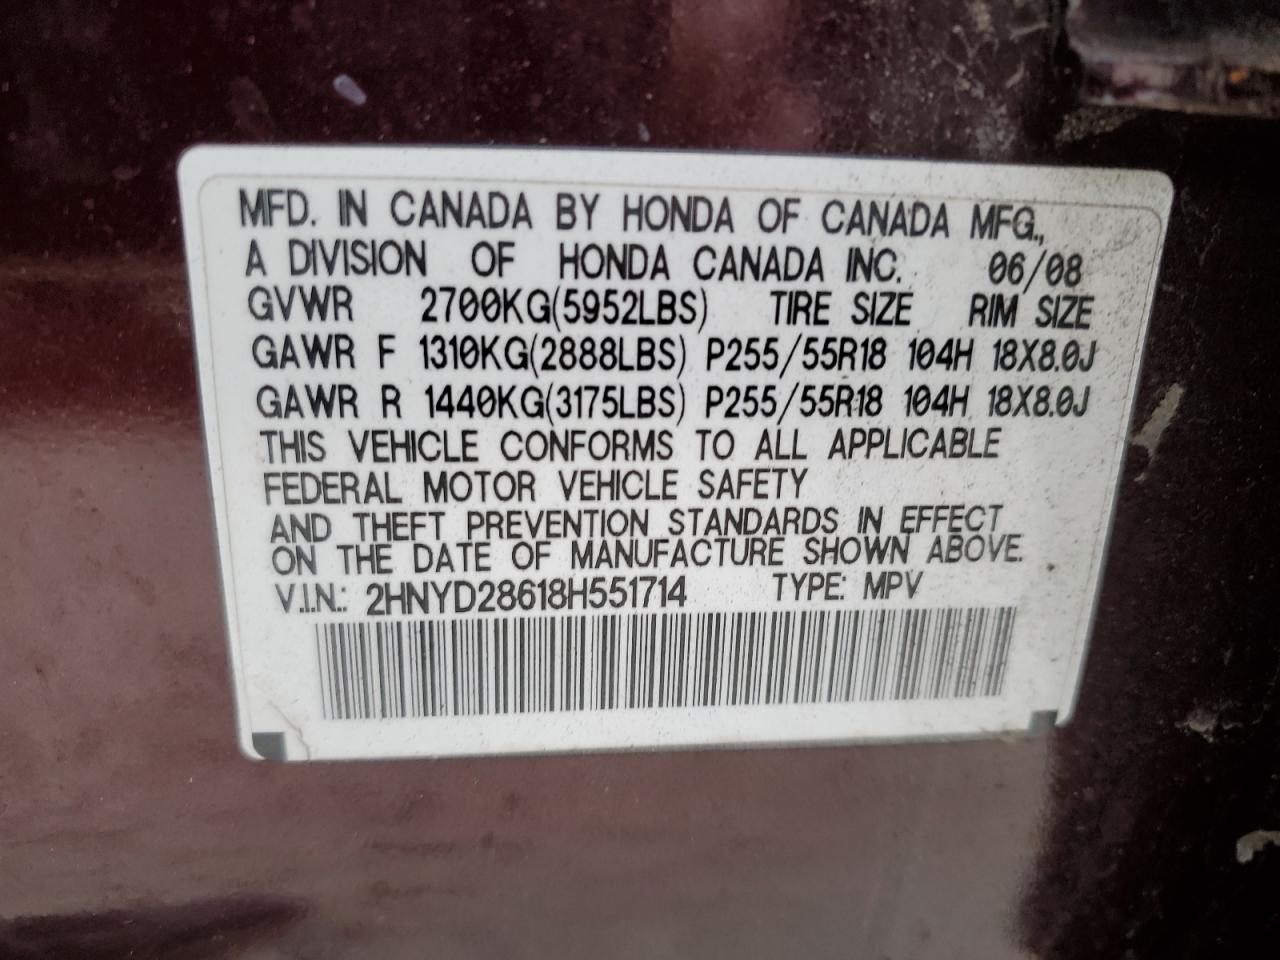 MFD. IN CANADA BY HONDA OF CANADA MFG.,
A DIVISION OF HONDA CANADA INC. 06/08
GVWR 2700KG(5952LBS) TIRE SIZE RIM SIZE
GAWR F 1310KG(2888LBS) P255/55R18 104H 18X8.0J
GAWR R 1440KG(3175LBS) P255/55R18 104H 18X8.0J
THIS VEHICLE CONFORMS TO ALL APPLICABLE
FEDERAL MOTOR VEHICLE SAFETY
AND THEFT PREVENTION STANDARDS IN EFFECT
ON THE DATE OF MANUFACTURE SHOWN ABOVE.
V.I.N.: 2HNYD28618H551714 TYPE: MPV